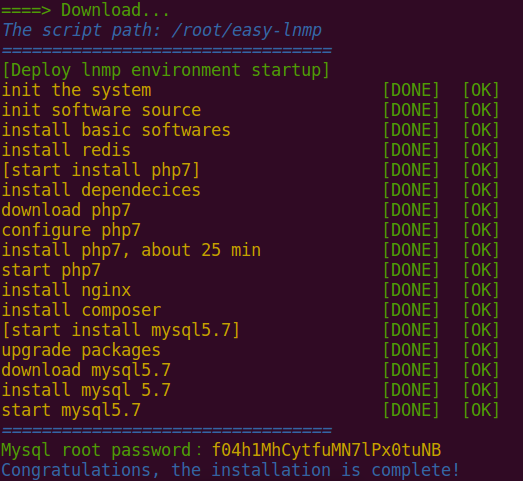 ====> Download...
The script path: /root/easy-lnmp
=================================
[Deploy lnmp environment startup]
init the system [DONE] [OK]
init software source [DONE] [OK]
install basic softwares [DONE] [OK]
install redis [DONE] [OK]
[start install php7] [DONE] [OK]
install dependecices [DONE] [OK]
download php7 [DONE] [OK]
configure php7 [DONE] [OK]
install php7, about 25 min [DONE] [OK]
start php7 [DONE] [OK]
install nginx [DONE] [OK]
install composer [DONE] [OK]
[start install mysql5.7] [DONE] [OK]
upgrade packages [DONE] [OK]
download mysql5.7 [DONE] [OK]
install mysql 5.7 [DONE] [OK]
start mysql5.7 [DONE] [OK]
=================================
Mysql root password：f04h1MhCytfuMN7lPx0tuNB
Congratulations, the installation is complete!